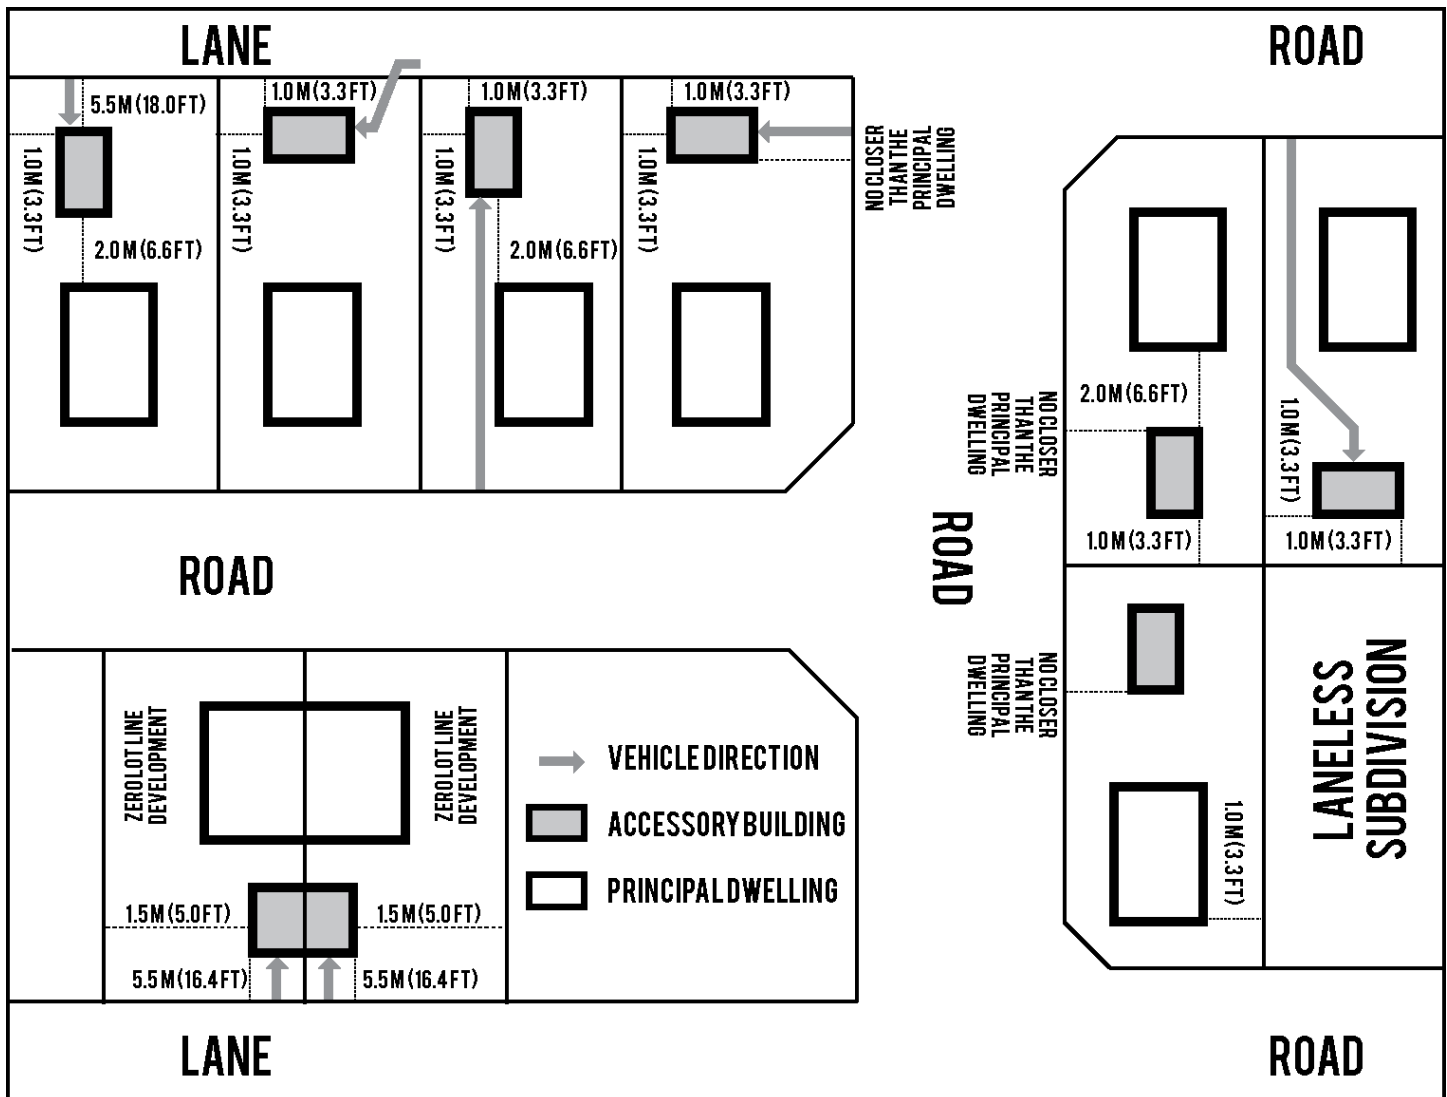 LANE
ROAD
5.5M (18.0FT)
1.0M (3.3FT)
1.0M (3.3FT)
1.0M (3.3FT)
1.0M (3.3FT)
1.0M (3.3FT)
1.0M (3.3FT)
1.0M (3.3FT)
NO CLOSER
THAN THE
PRINCIPAL
DWELLING
2.0M (6.6FT)
2.0M (6.6FT)
2.0M (6.6FT)
NO CLOSER
THAN THE
PRINCIPAL
DWELLING
1.0M (3.3FT)
1.0M (3.3FT)
1.0M (3.3FT)
ROAD
ROAD
NO CLOSER
THAN THE
PRINCIPAL
DWELLING
LANELESS
SUBDIVISION
1.0M (3.3FT)
ZERO LOT LINE
DEVELOPMENT
ZERO LOT LINE
DEVELOPMENT
VEHICLE DIRECTION
ACCESSORY BUILDING
PRINCIPAL DWELLING
1.5M (5.0FT)
1.5M (5.0FT)
5.5M (16.4FT)
5.5M (16.4FT)
LANE
ROAD